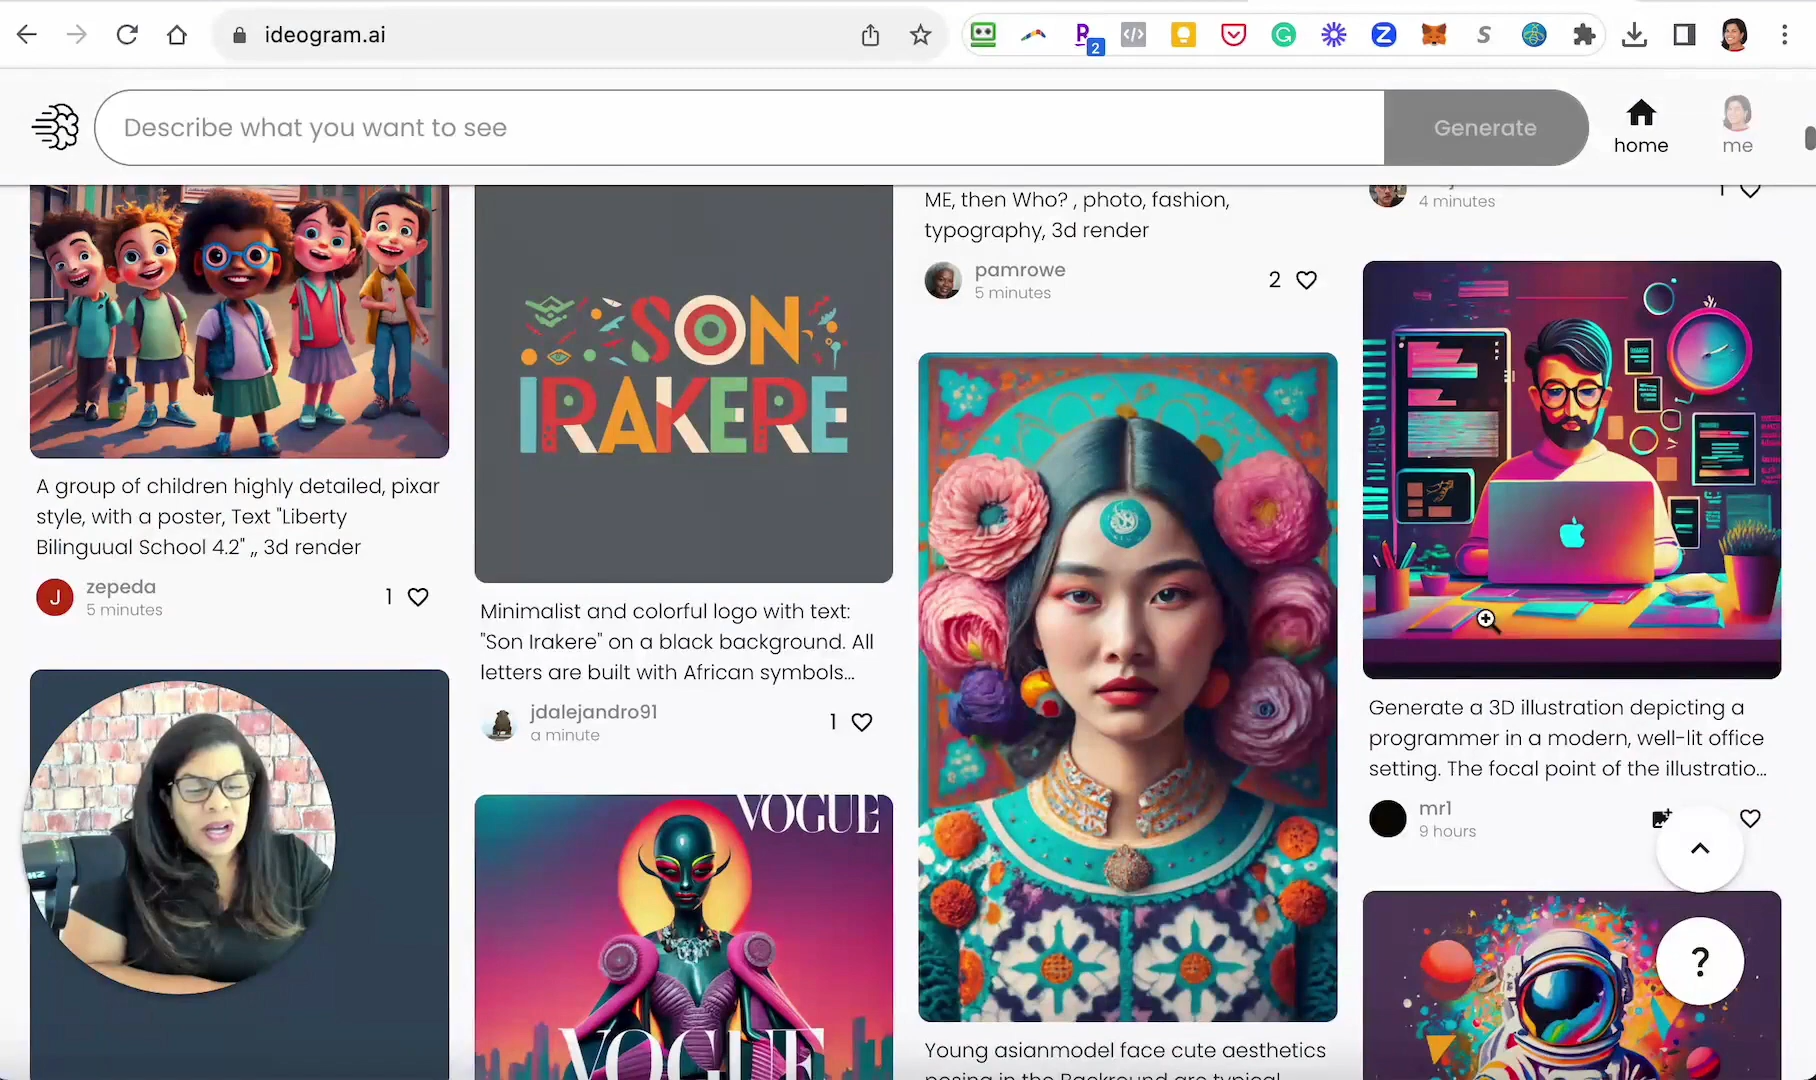 ideogram.ai
2
Describe what you want to see
Generate
home
me
A group of children highly detailed, pixar
style, with a poster, Text "Liberty
Bilinguual School 4.2" ,, 3d render
J
zepeda
5 minutes
1
SON
IRAKERE
Minimalist and colorful logo with text:
"Son Irakere" on a black background. All
letters are built with African symbols...
jdalejandro91
a minute
1
VOGUE
VOGUE
ME, then Who? , photo, fashion,
typography, 3d render
pamrowe
5 minutes
2
Young asianmodel face cute aesthetics
4 minutes
1
Generate a 3D illustration depicting a
programmer in a modern, well-lit office
setting. The focal point of the illustratio...
mr1
9 hours
?